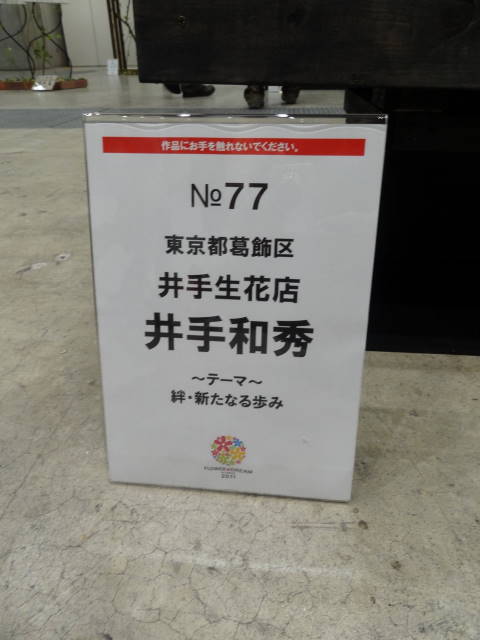 作品にお手を触れないでください。
№77
東京都葛飾区
井手生花店
井手和秀
～テーマ～
絆・新たなる歩み
FLOWER DREAM
2011